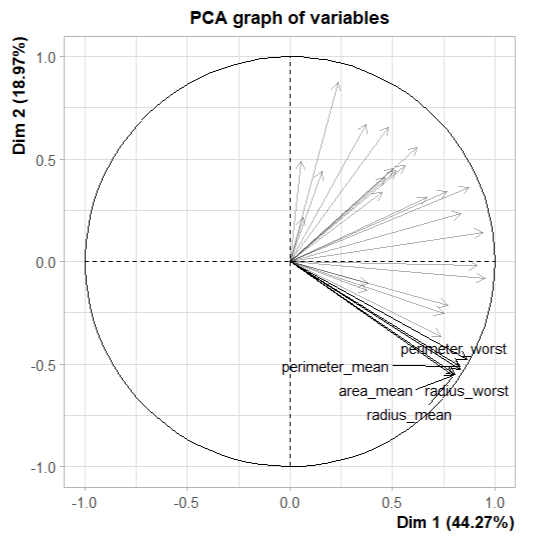 PCA graph of variables
Dim 2 (18.97%)
1.0
0.5
0.0
-0.5
-1.0
perimeter_worst
perimeter_mean
area_mean
radius_worst
radius_mean
-1.0
-0.5
0.0
0.5
1.0
Dim 1 (44.27%)